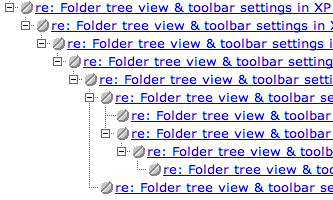 re: Folder tree view & toolbar settings in XP
re: Folder tree view & toolbar settings in
re: Folder tree view & toolbar settings i
re: Folder tree view & toolbar setting
re: Folder tree view & toolbar setti
re: Folder tree view & toolbar se
re: Folder tree view & toolbar
re: Folder tree view & toolbar
re: Folder tree view & toolb
re: Folder tree view & too
re: Folder tree view & toolbar se